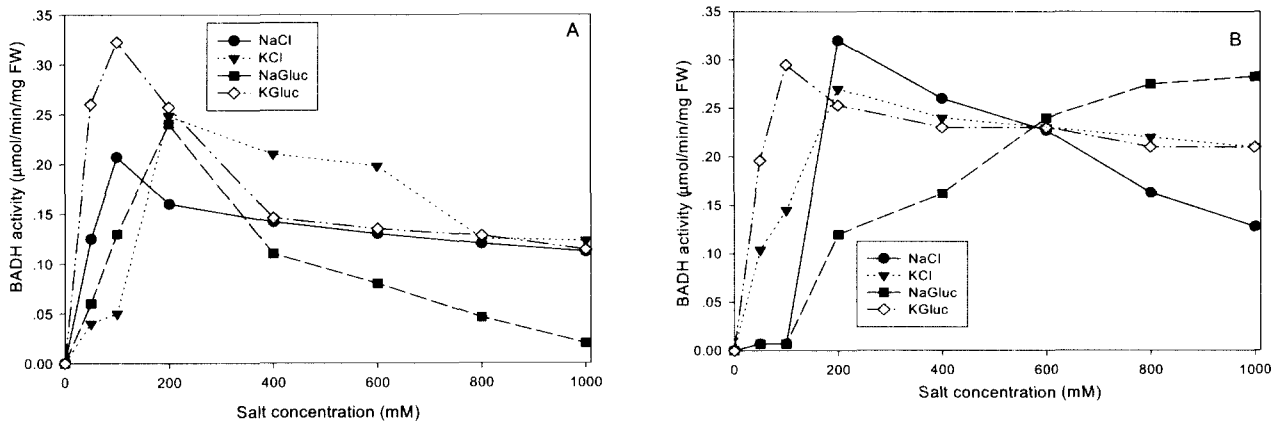 A
BADH activity (µmol/min/mg FW)
.35
.30
.25
.20
.15
.10
.05
0.00
0
200
400
600
800
1000
Salt concentration (mM)
NaCl
KCl
NaGluc
KGluc
B
BADH activity (µmol/min/mg FW)
.35
.30
.25
.20
.15
.10
.05
0.00
0
200
400
600
800
1000
Salt concentration (mM)
NaCl
KCl
NaGluc
KGluc